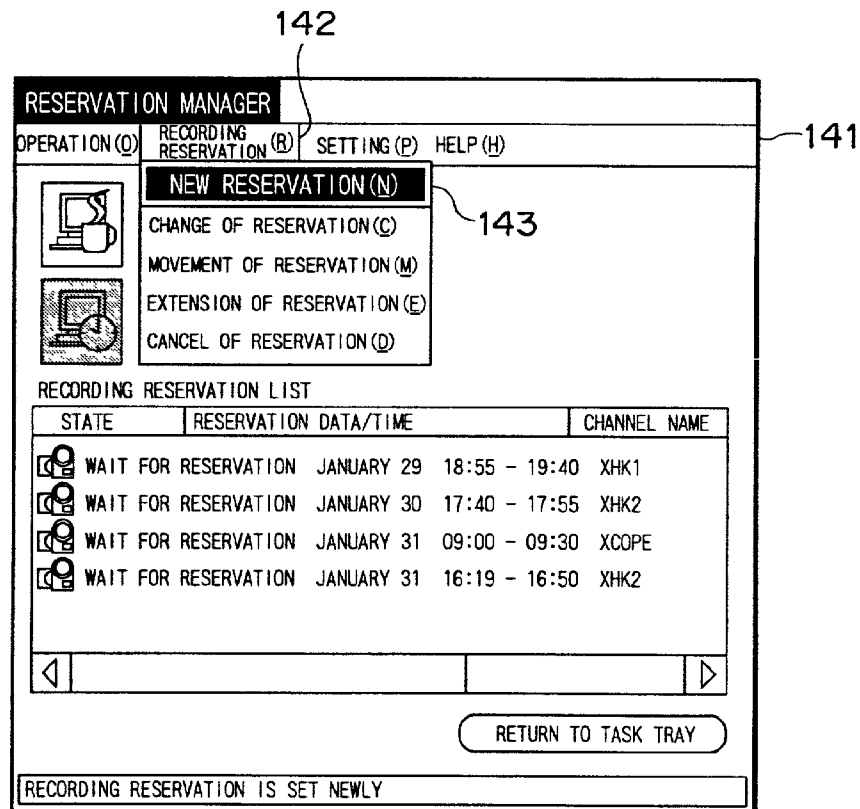 142
RESERVATION MANAGER
OPERATION(O) RECORDING RESERVATION(R) SETTING(P) HELP(H)
141
NEW RESERVATION(N)
143
CHANGE OF RESERVATION(C)
MOVEMENT OF RESERVATION(M)
EXTENSION OF RESERVATION(E)
CANCEL OF RESERVATION(D)
RECORDING RESERVATION LIST
STATE RESERVATION DATA/TIME CHANNEL NAME
WAIT FOR RESERVATION JANUARY 29 18:55 - 19:40 XHK1
WAIT FOR RESERVATION JANUARY 30 17:40 - 17:55 XHK2
WAIT FOR RESERVATION JANUARY 31 09:00 - 09:30 XCOPE
WAIT FOR RESERVATION JANUARY 31 16:19 - 16:50 XHK2
RETURN TO TASK TRAY
RECORDING RESERVATION IS SET NEWLY